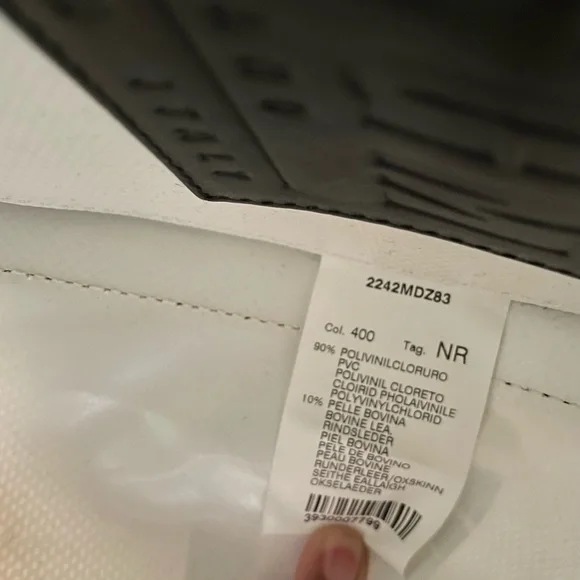 2242MDZ83
Col. 400 Tag. NR
90% POLIVINILCLORURO
PVC
POLIVINIL CLORETO
CLOIRID PHOLAIVINILE
POLYVINYLCHLORID
10% PELLE BOVINA
BOVINE LEA.
RINDSLEDER
PIEL BOVINA
PELE DE BOVINO
PEAU BOVINE
RUNDERLEER/OXSKINN
SEITHE EALLAIGH
OKSELAEDER
3930007799